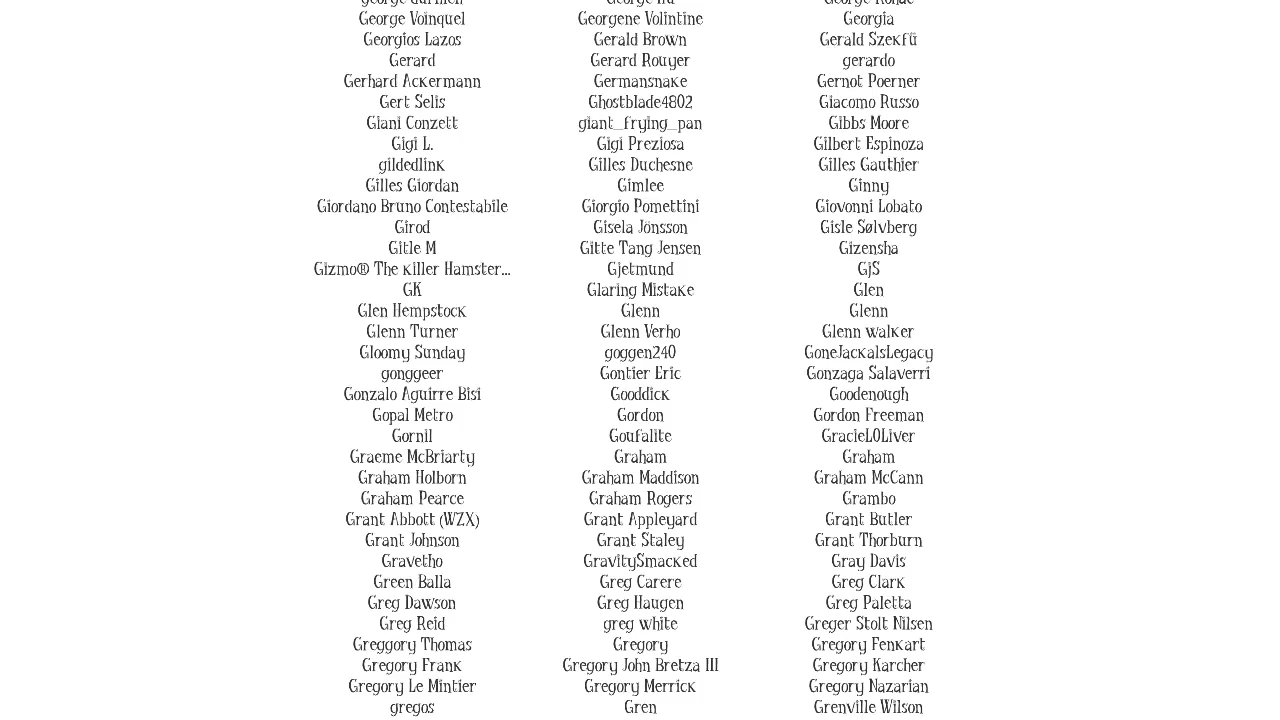 George Voinquel Georgene Volintine Georgia
Georgios Lazos Gerald Brown Gerald Szekfü
Gerard Gerard Rouyer gerardo
Gerhard Ackermann Germansnake Gernot Poerner
Gert Selis Ghostblade4802 Giacomo Russo
Giani Conzett giant_frying_pan Gibbs Moore
Gigi L. Gigi Preziosa Gilbert Espinoza
gildedlink Gilles Duchesne Gilles Gauthier
Gilles Giordan Gimlee Ginny
Giordano Bruno Contestabile Giorgio Pomettini Giovonni Lobato
Girod Gisela Jönsson Gisle Sølvberg
Gitle M Gitte Tang Jensen Gizensha
Gizmo® The killer Hamster... Gjetmund GjS
GK Glaring Mistake Glen
Glen Hempstock Glenn Glenn
Glenn Turner Glenn Verho Glenn walker
Gloomy Sunday goggen240 GoneJackalsLegacy
gonggeer Gontier Eric Gonzaga Salaverri
Gonzalo Aguirre Bisi Gooddick Goodenough
Gopal Metro Gordon Gordon Freeman
Gornil Goufalite GracieL0Liver
Graeme McBriarty Graham Graham
Graham Holborn Graham Maddison Graham McCann
Graham Pearce Graham Rogers Grambo
Grant Abbott (WZX) Grant Appleyard Grant Butler
Grant Johnson Grant Staley Grant Thorburn
Gravetho GravitySmacked Gray Davis
Green Balla Greg Carere Greg Clark
Greg Dawson Greg Haugen Greg Paletta
Greg Reid greg white Greger Stolt Nilsen
Greggory Thomas Gregory Gregory Fenkart
Gregory Frank Gregory John Bretza III Gregory Karcher
Gregory Le Mintier Gregory Merrick Gregory Nazarian
gregos Gren Grenville Wilson